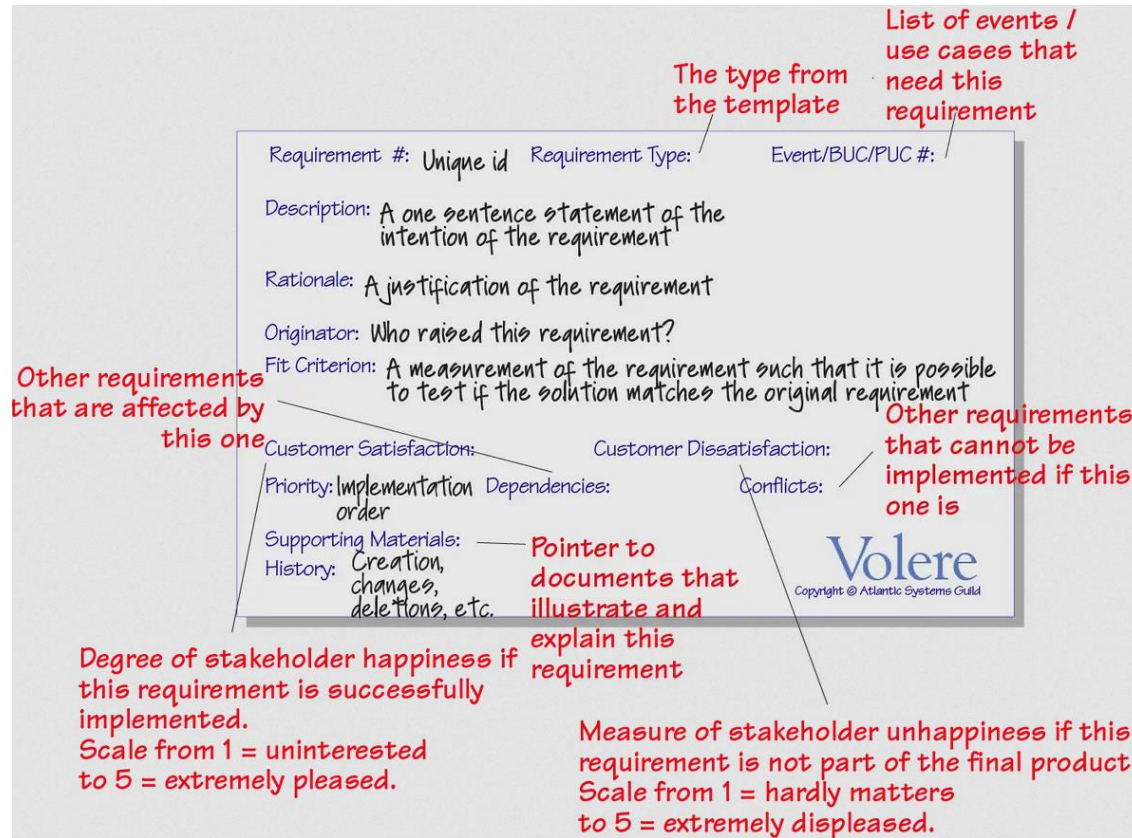 List of events /
use cases that
need this
requirement
The type from
the template
Requirement #: Unique id Requirement Type: Event/BUC/PUC #:
Description: A one sentence statement of the
intention of the requirement
Rationale: A justification of the requirement
Originator: Who raised this requirement?
Fit Criterion: A measurement of the requirement such that it is possible
to test if the solution matches the original requirement
Other requirements
that are affected by
this one
Other requirements
that cannot be
implemented if this
one is
Customer Satisfaction: Customer Dissatisfaction:
Priority: Implementation
order
Dependencies: Conflicts:
Supporting Materials:
History: Creation,
changes,
deletions, etc.
Pointer to
documents that
illustrate and
explain this
requirement
Volere
Copyright © Atlantic Systems Guild
Degree of stakeholder happiness if
this requirement is successfully
implemented.
Scale from 1 = uninterested
to 5 = extremely pleased.
Measure of stakeholder unhappiness if this
requirement is not part of the final product
Scale from 1 = hardly matters
to 5 = extremely displeased.